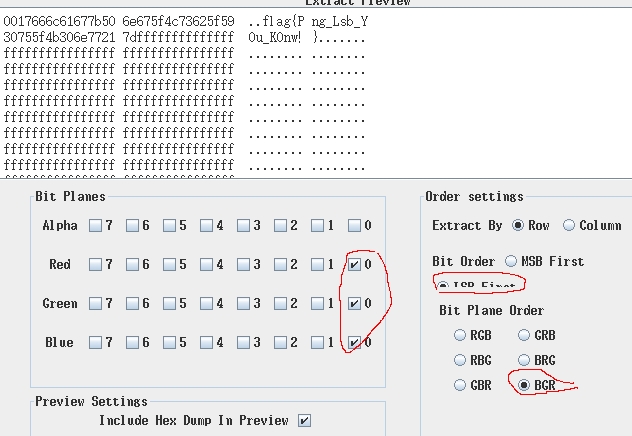 Extract Preview
0017666c61677b50 6e675f4c73625f59 ..flag{P ng_Lsb_Y
30755f4b306e7721 7dffffffffffffff 0u_K0nw! }.......
ffffffffffffffff ffffffffffffffff ........ ........
ffffffffffffffff ffffffffffffffff ........ ........
ffffffffffffffff ffffffffffffffff ........ ........
ffffffffffffffff ffffffffffffffff ........ ........
ffffffffffffffff ffffffffffffffff ........ ........
ffffffffffffffff ffffffffffffffff ........ ........
ffffffffffffffff ffffffffffffffff ........ ........
Bit Planes
Alpha 7 6 5 4 3 2 1 0
Red 7 6 5 4 3 2 1 0
Green 7 6 5 4 3 2 1 0
Blue 7 6 5 4 3 2 1 0
Preview Settings
Include Hex Dump In Preview
Order settings
Extract By Row Column
Bit Order MSB First
LSB First
Bit Plane Order
RGB GRB
RBG BRG
GBR BGR